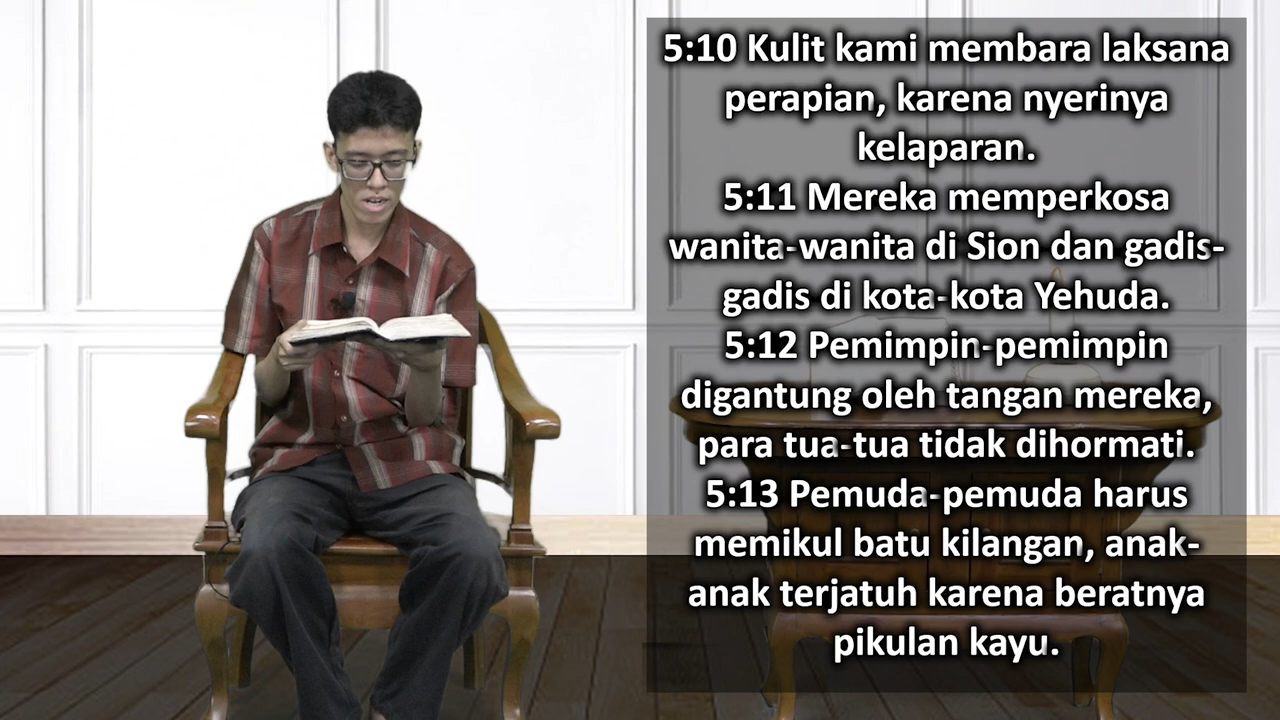 5:10 Kulit kami membara laksana
perapian, karena nyerinya
kelaparan.
5:11 Mereka memperkosa
wanita-wanita di Sion dan gadis-
gadis di kota-kota Yehuda.
5:12 Pemimpin-pemimpin
digantung oleh tangan mereka,
para tua-tua tidak dihormati.
5:13 Pemuda-pemuda harus
memikul batu kilangan, anak-
anak terjatuh karena beratnya
pikulan kayu.